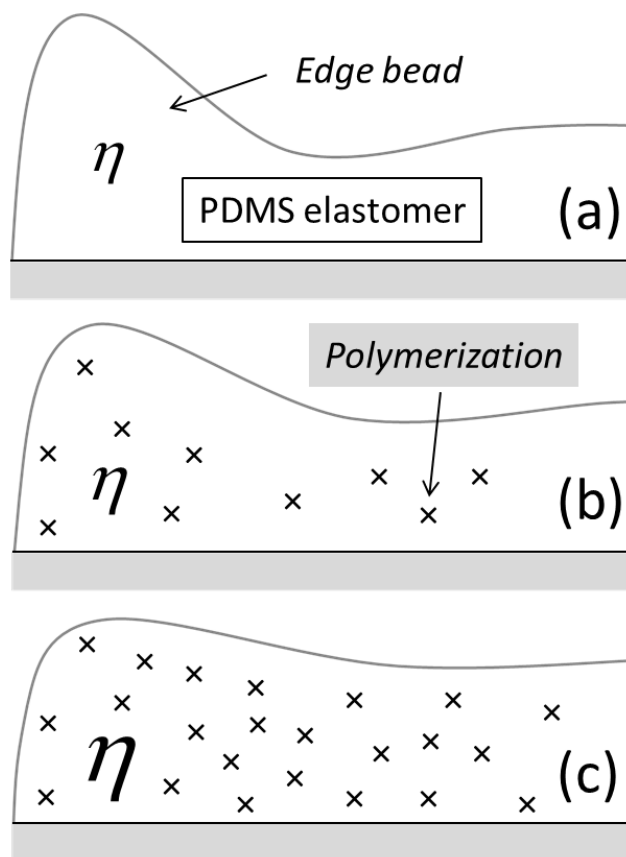 Edge bead
η
PDMS elastomer
(a)
Polymerization
η
(b)
η
(c)